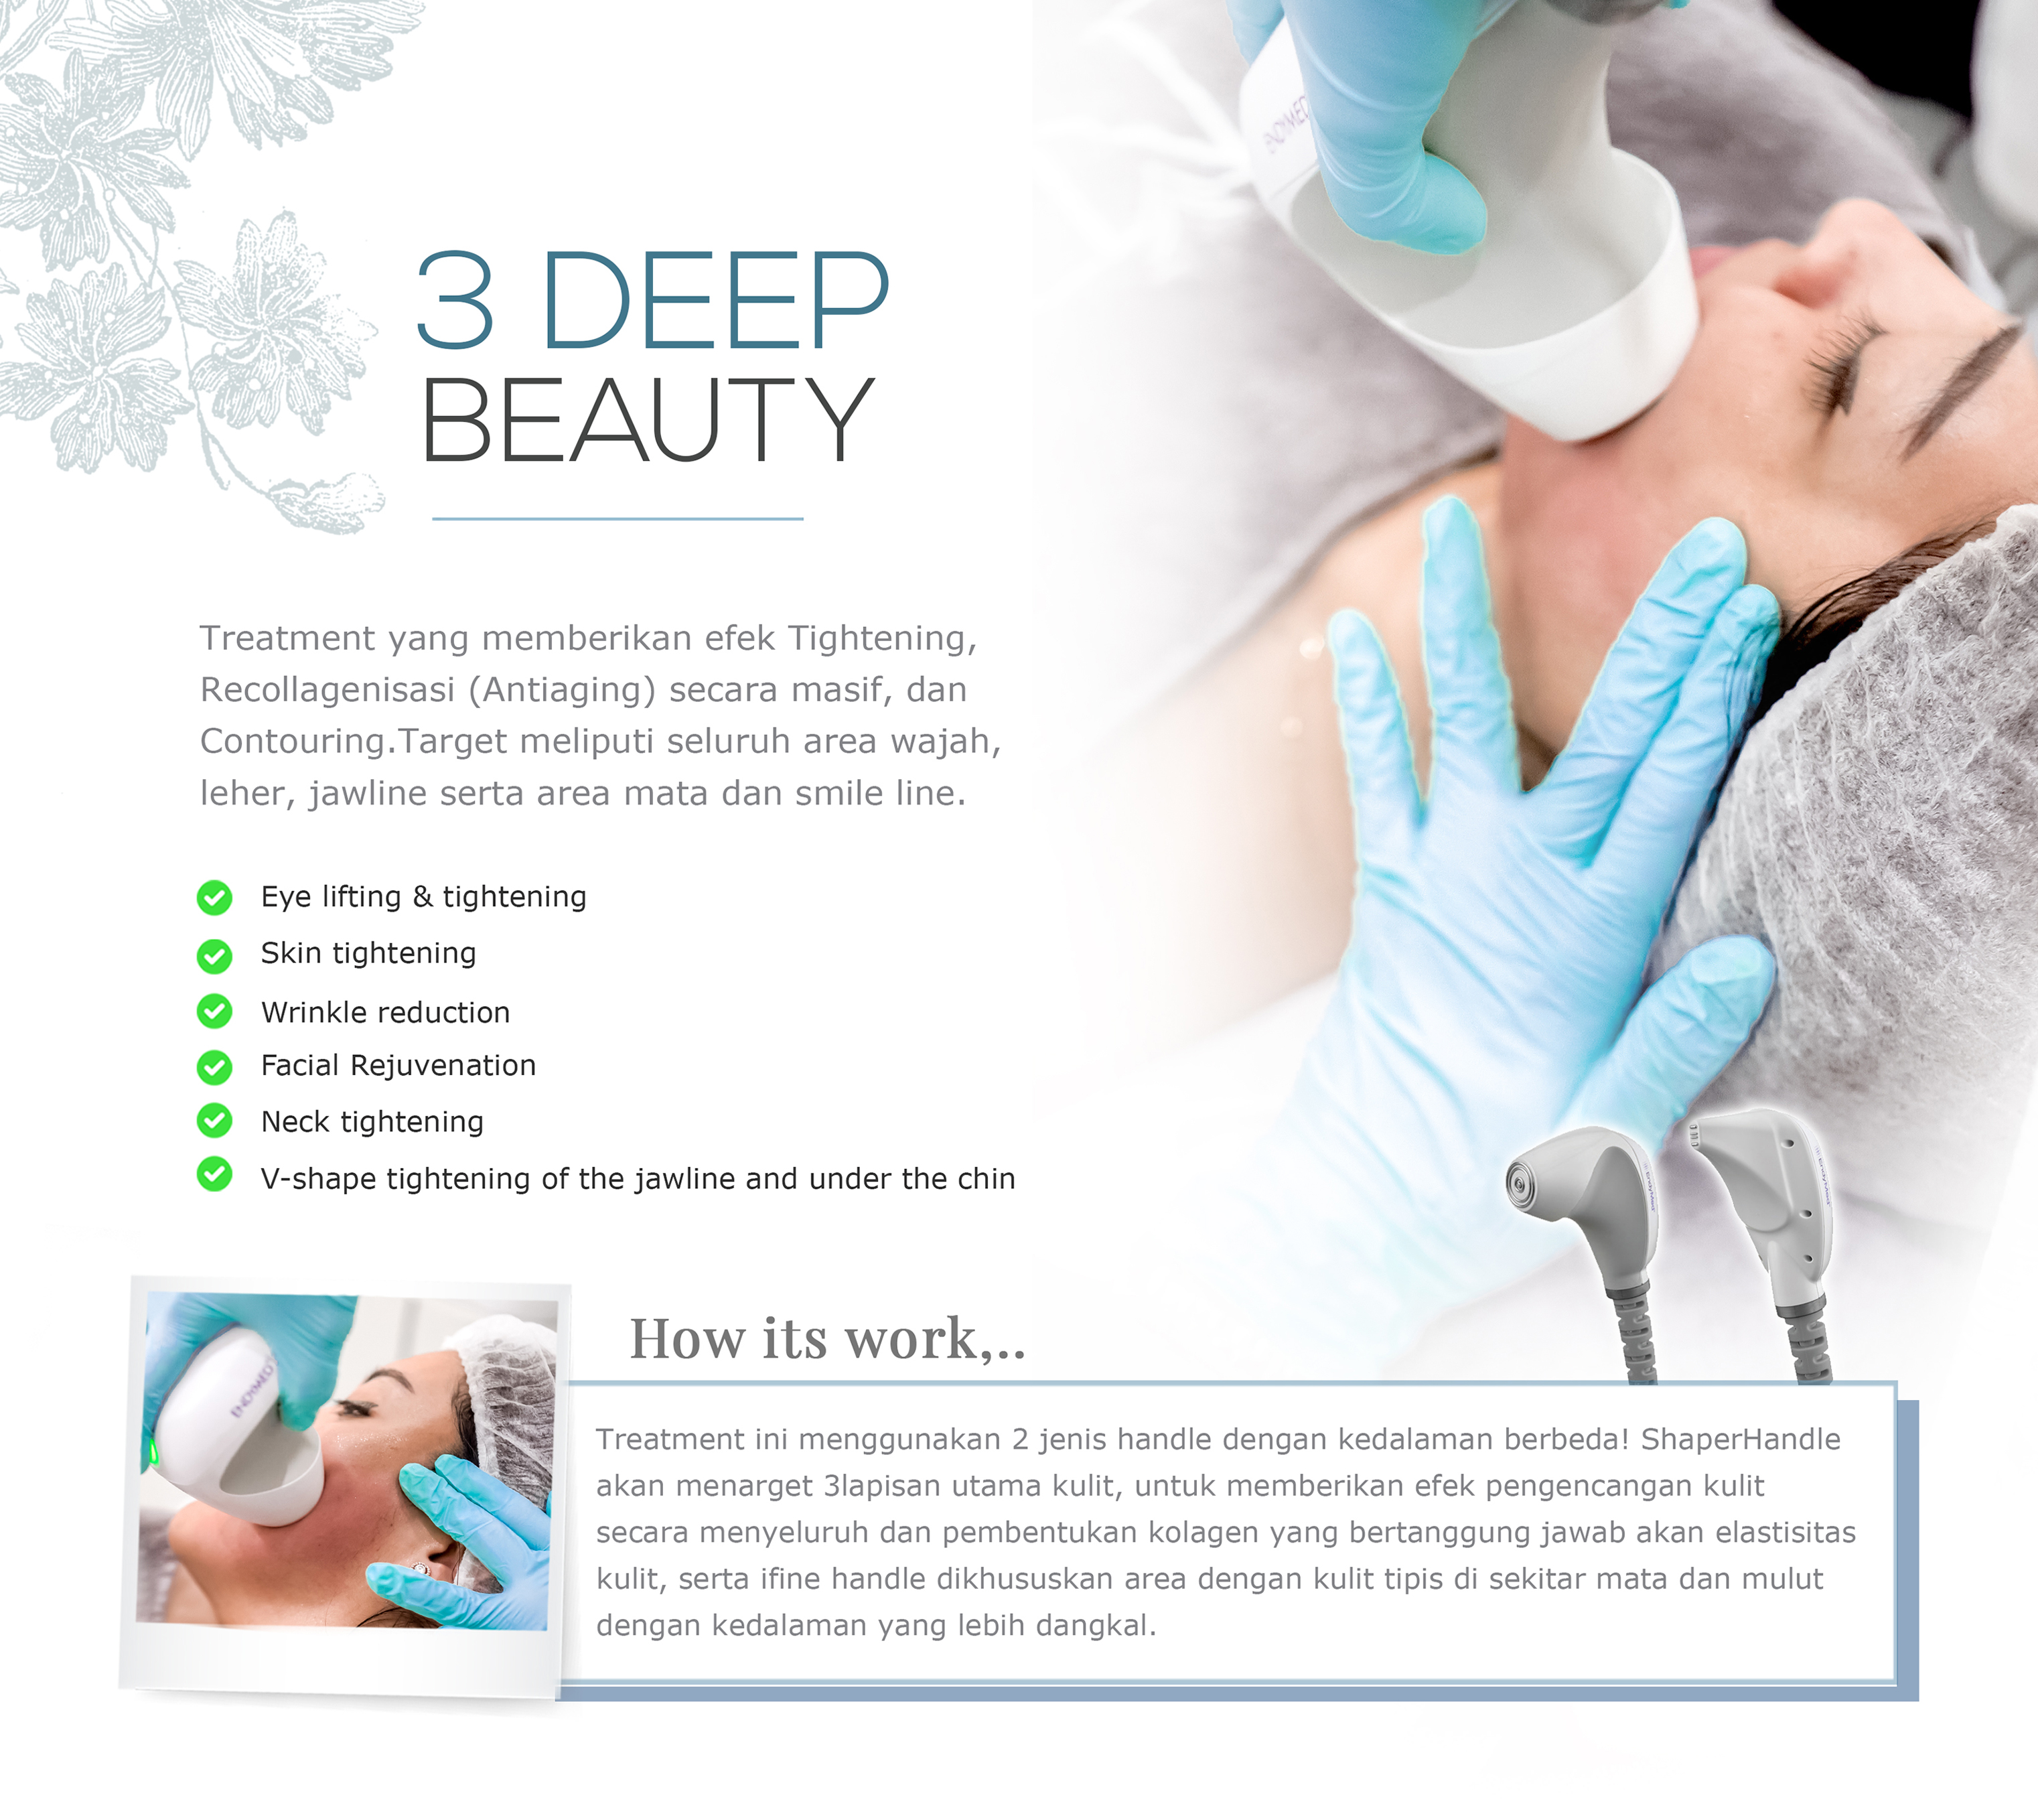 3 DEEP
BEAUTY
Treatment yang memberikan efek Tightening,
Recollagenisasi (Antiaging) secara masif, dan
Contouring.Target meliputi seluruh area wajah,
leher, jawline serta area mata dan smile line.
Eye lifting & tightening
Skin tightening
Wrinkle reduction
Facial Rejuvenation
Neck tightening
V-shape tightening of the jawline and under the chin
ENDYMED
EndyMed
EndyMed
How its work,..
ENDYMED
Treatment ini menggunakan 2 jenis handle dengan kedalaman berbeda! ShaperHandle
akan menarget 3lapisan utama kulit, untuk memberikan efek pengencangan kulit
secara menyeluruh dan pembentukan kolagen yang bertanggung jawab akan elastisitas
kulit, serta ifine handle dikhususkan area dengan kulit tipis di sekitar mata dan mulut
dengan kedalaman yang lebih dangkal.